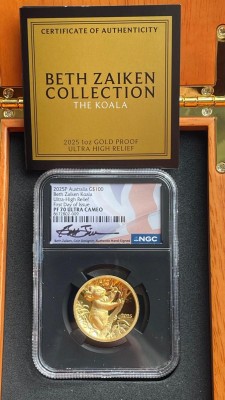 CERTIFICATE OF AUTHENTICITY
BETH ZAIKEN
COLLECTION
THE KOALA
2025 1oz GOLD PROOF
ULTRA HIGH RELIEF
2025P Australia G$100
Beth Zaiken Koala
Ultra-High Relief
First Day of Issue
PF 70 ULTRA CAMEO
NGC